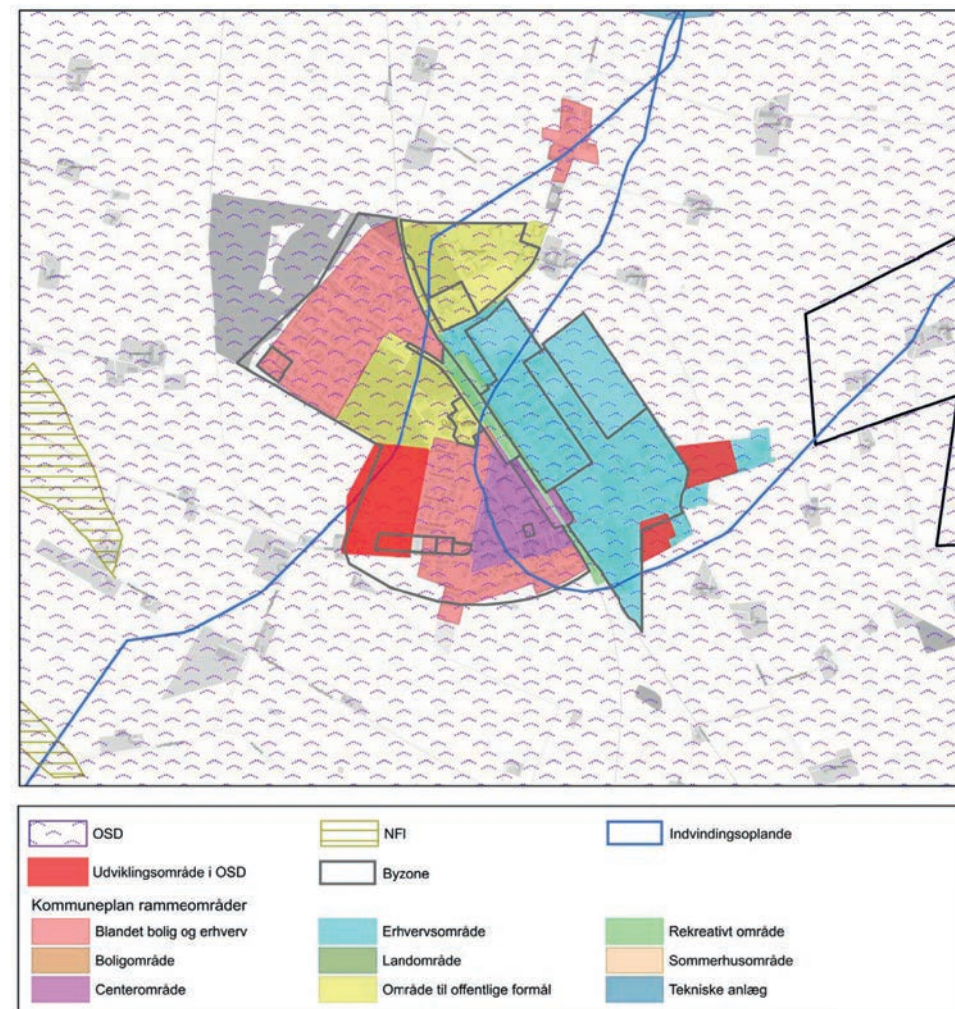 OSD
NFI
Indvindingsoplande
Udviklingsområde i OSD
Byzone
Kommuneplan rammeområder
Blandet bolig og erhverv
Erhvervsområde
Rekreativt område
Boligområde
Landområde
Sommerhusområde
Centerområde
Område til offentlige formål
Tekniske anlæg